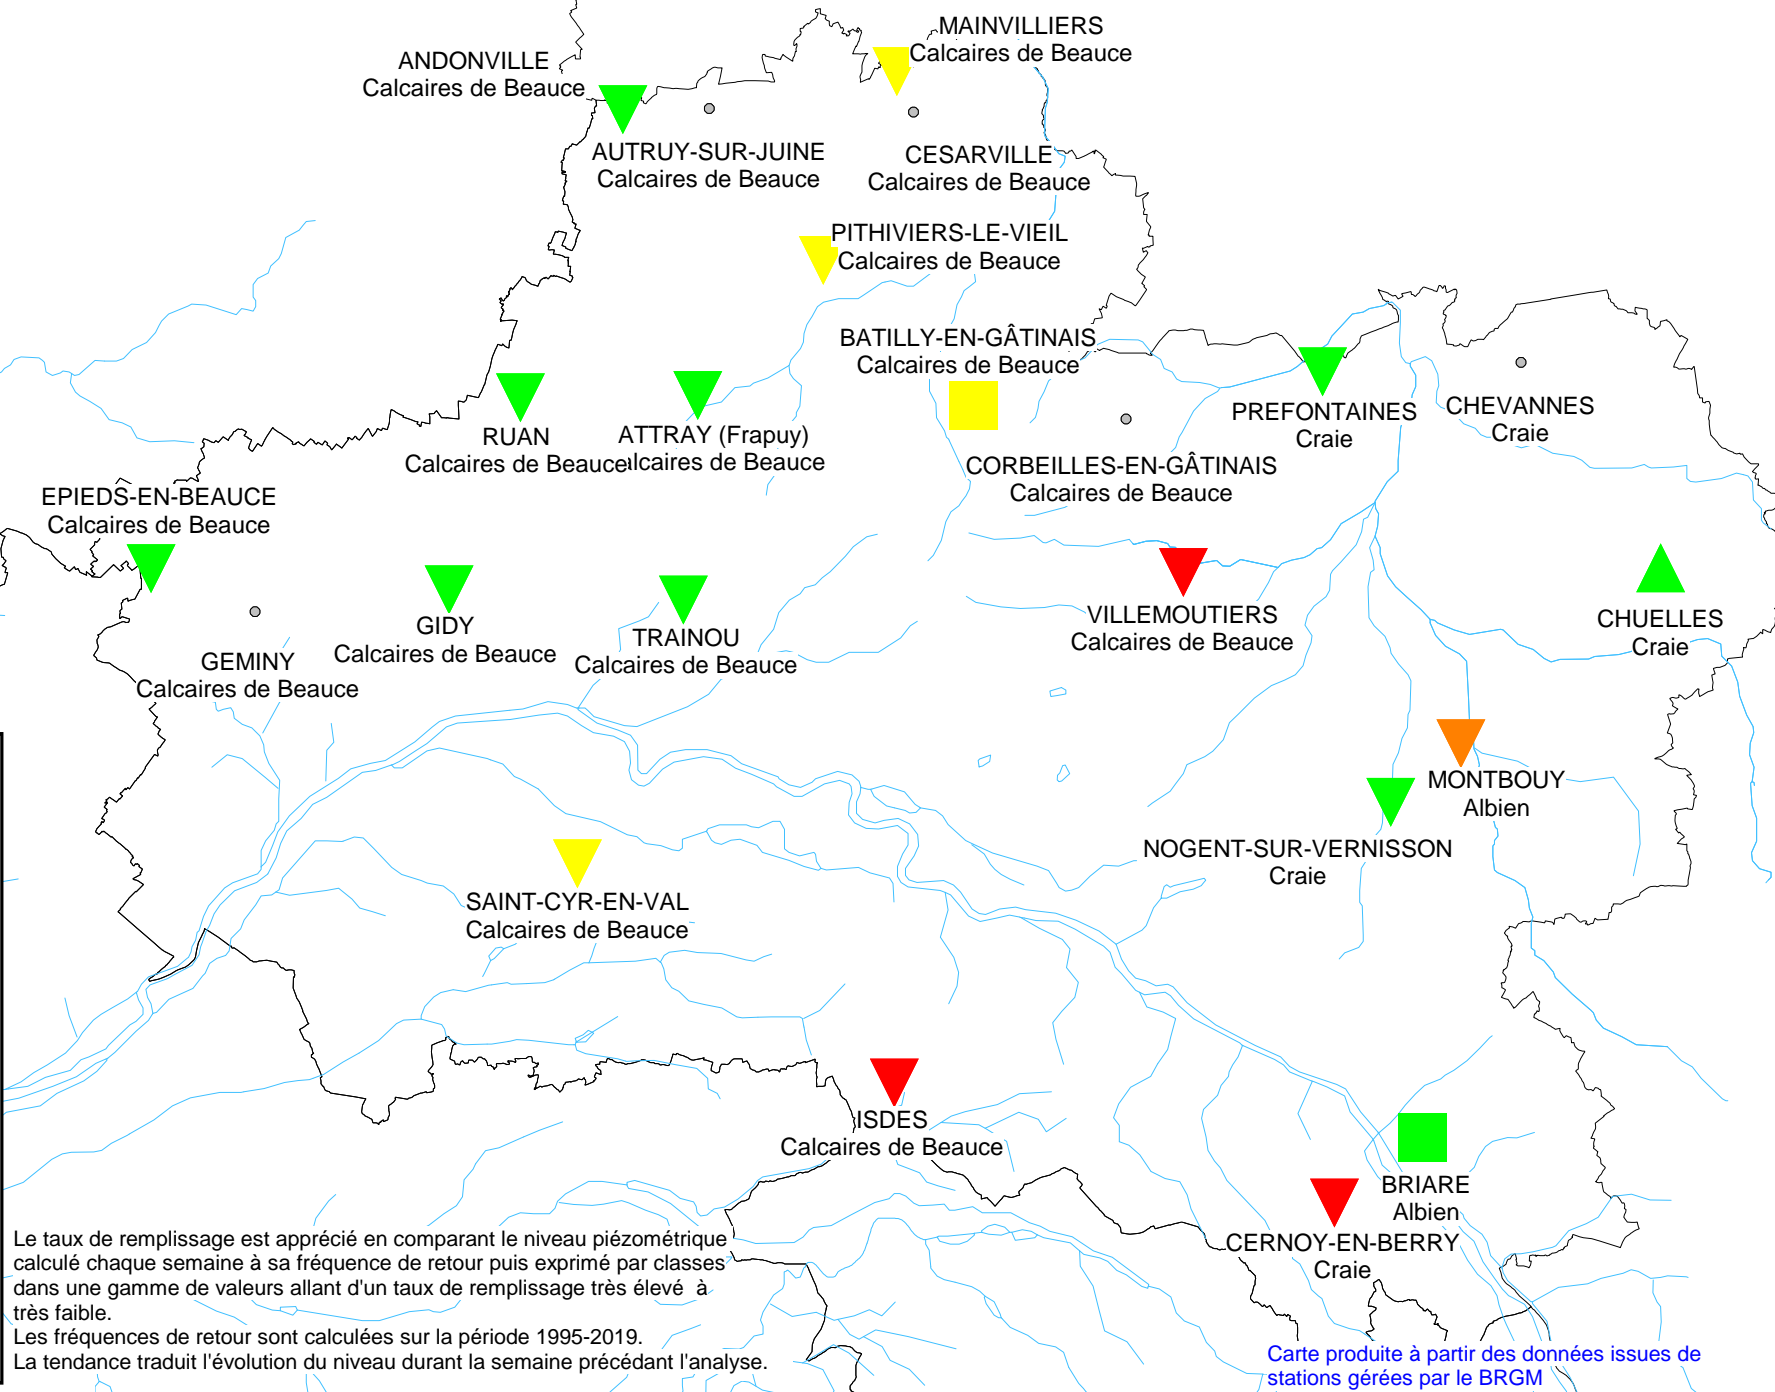 MAINVILLIERS
Calcaires de Beauce
ANDONVILLE
Calcaires de Beauce
AUTRUY-SUR-JUINE
Calcaires de Beauce
CESARVILLE
Calcaires de Beauce
PITHIVIERS-LE-VIEIL
Calcaires de Beauce
BATILLY-EN-GÂTINAIS
Calcaires de Beauce
PREFONTAINES
Craie
CHEVANNES
Craie
RUAN
Calcaires de Beauce
ATTRAY (Frapuy)
alcaires de Beauce
CORBEILLES-EN-GÂTINAIS
Calcaires de Beauce
EPIEDS-EN-BEAUCE
Calcaires de Beauce
VILLEMOUTIERS
Calcaires de Beauce
CHUELLES
Craie
GIDY
Calcaires de Beauce
TRAINOU
Calcaires de Beauce
GEMINY
Calcaires de Beauce
MONTBOUY
Albien
NOGENT-SUR-VERNISSON
Craie
SAINT-CYR-EN-VAL
Calcaires de Beauce
ISDES
Calcaires de Beauce
BRIARE
Albien
CERNOY-EN-BERRY
Craie
Le taux de remplissage est apprécié en comparant le niveau piézométrique
calculé chaque semaine à sa fréquence de retour puis exprimé par classes
dans une gamme de valeurs allant d'un taux de remplissage très élevé à
très faible.
Les fréquences de retour sont calculées sur la période 1995-2019.
La tendance traduit l'évolution du niveau durant la semaine précédant l'analyse.
Carte produite à partir des données issues de
stations gérées par le BRGM